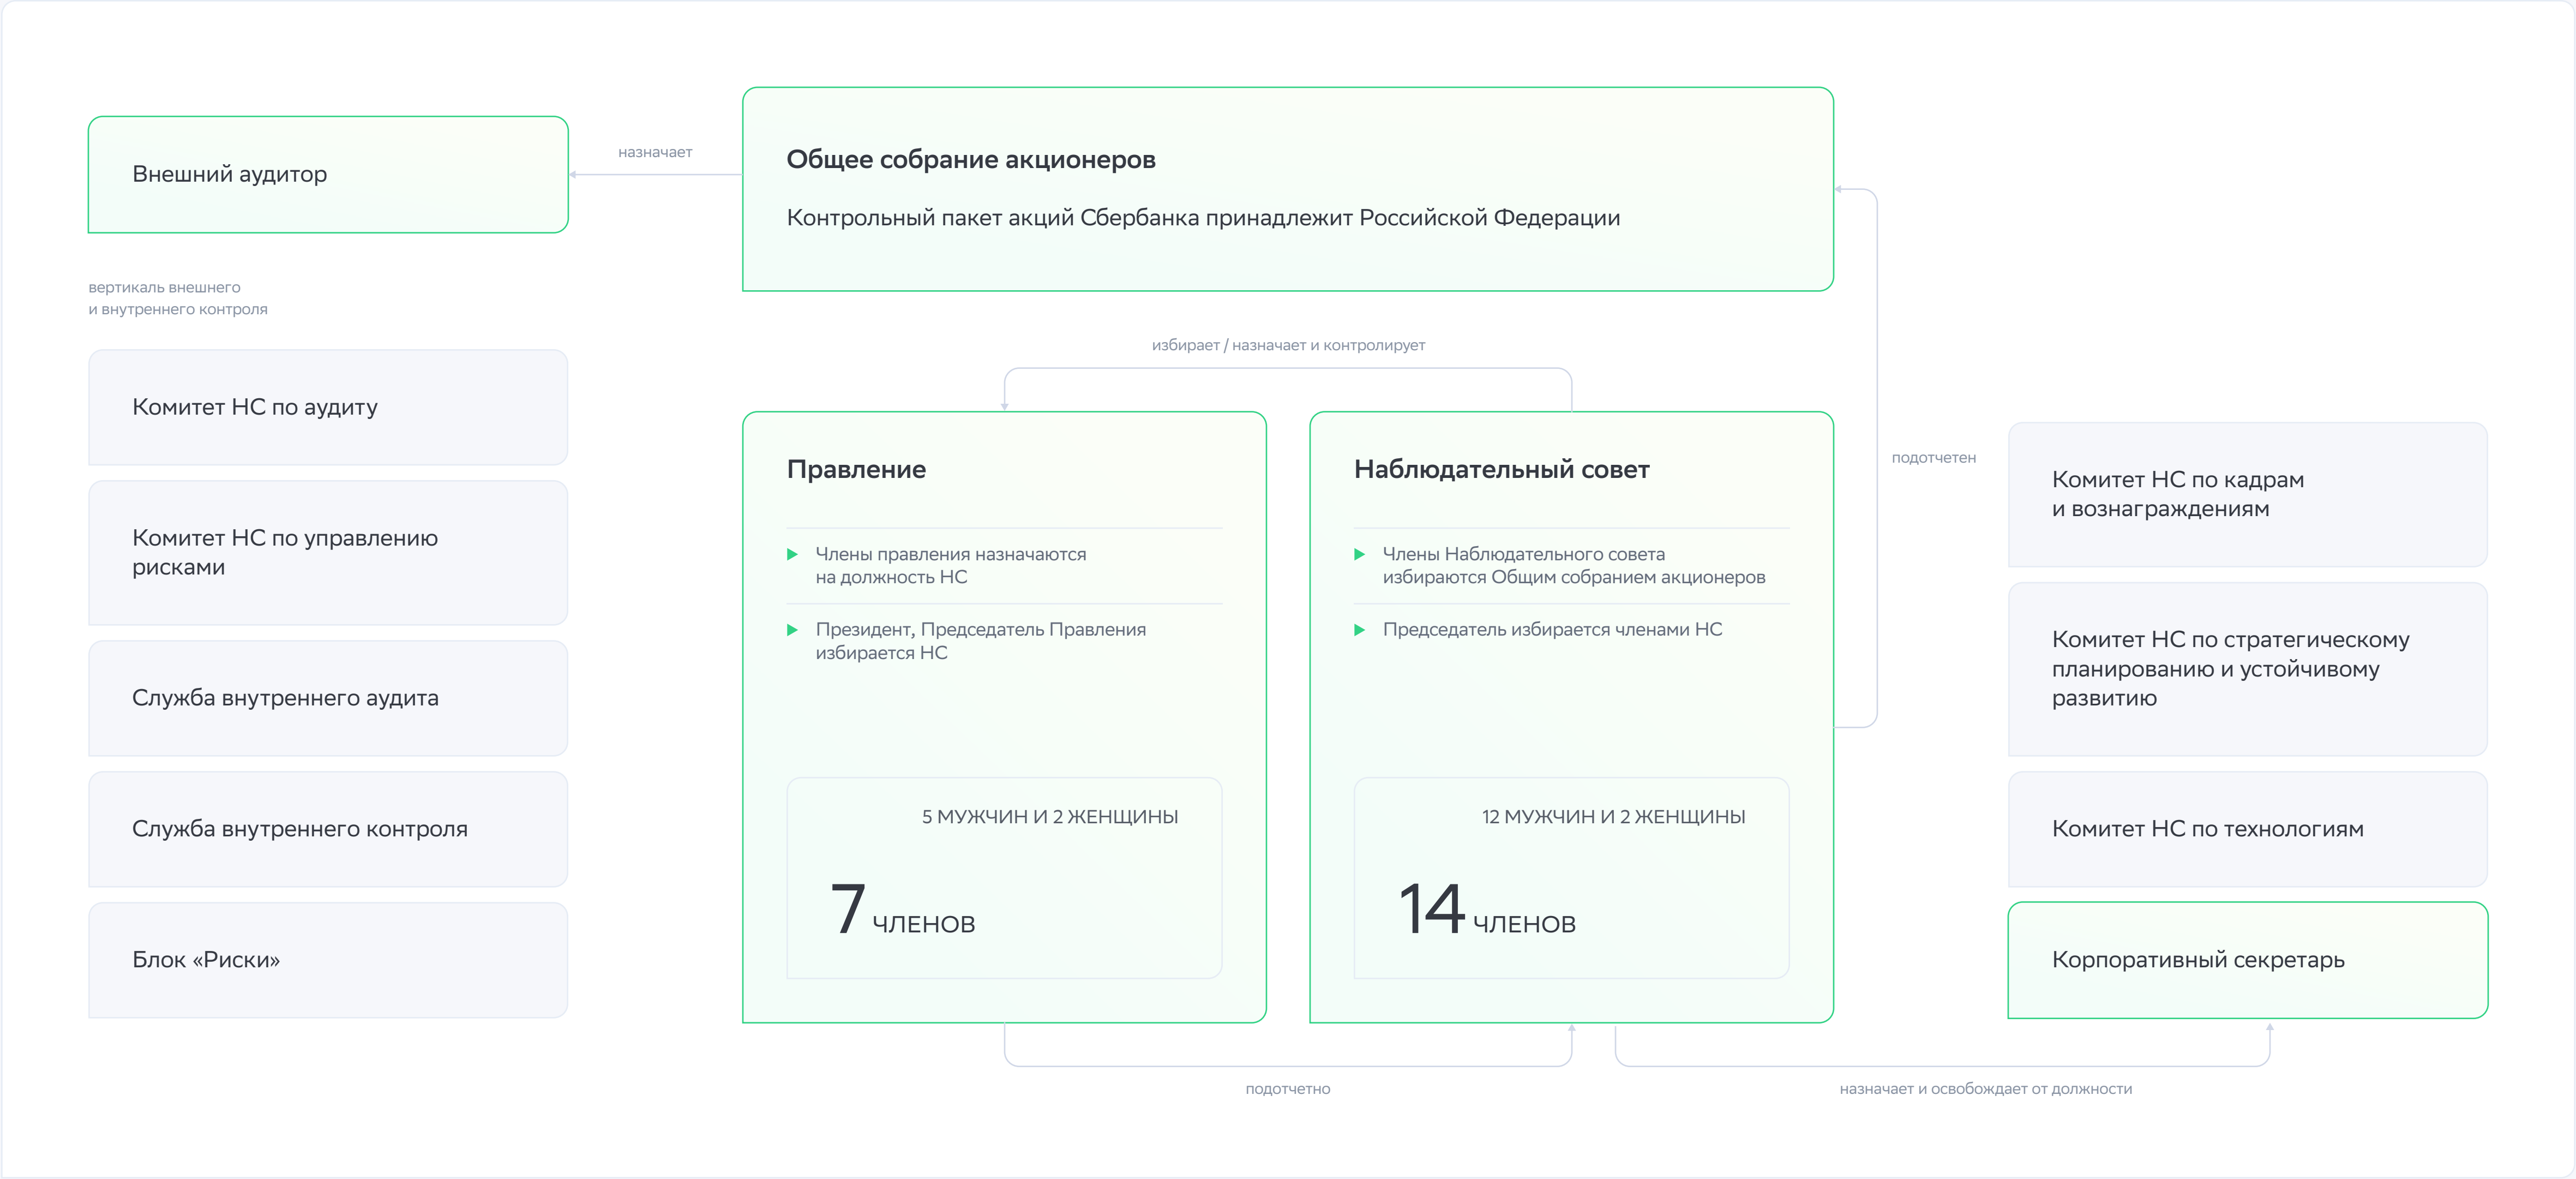 Внешний аудитор
назначает
Общее собрание акционеров
Контрольный пакет акций Сбербанка принадлежит Российской Федерации
вертикаль внешнего
и внутреннего контроля
Комитет НС по аудиту
Комитет НС по управлению
рисками
Служба внутреннего аудита
Служба внутреннего контроля
Блок «Риски»
избирает / назначает и контролирует
Правление
Члены правления назначаются
на должность НС
Президент, Председатель Правления
избирается НС
5 МУЖЧИН И 2 ЖЕНЩИНЫ
7 ЧЛЕНОВ
Наблюдательный совет
Члены Наблюдательного совета
избираются Общим собранием акционеров
Председатель избирается членами НС
12 МУЖЧИН И 2 ЖЕНЩИНЫ
14 ЧЛЕНОВ
подотчетен
Комитет НС по кадрам
и вознаграждениям
Комитет НС по стратегическому
планированию и устойчивому
развитию
Комитет НС по технологиям
Корпоративный секретарь
подотчетно
назначает и освобождает от должности